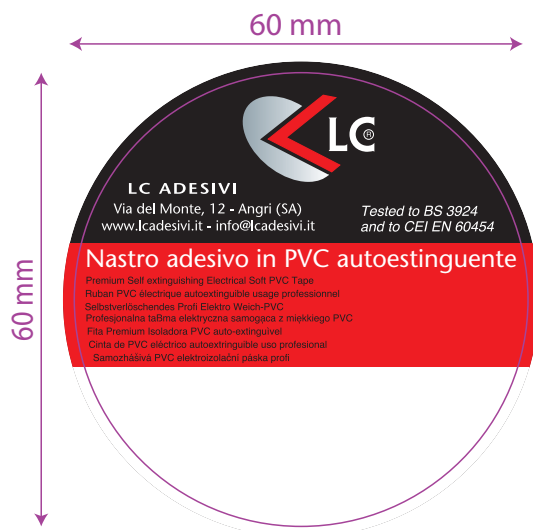 60 mm
60 mm
LC®
LC ADESIVI
Via del Monte, 12 - Angri (SA)
www.lcadesivi.it - info@lcadesivi.it
Tested to BS 3924
and to CEI EN 60454
Nastro adesivo in PVC autoestinguente
Premium Self extinguishing Electrical Soft PVC Tape
Ruban PVC électrique autoextinguible usage professionnel
Selbstverlöschendes Profi Elektro Weich-PVC
Profesjonalna taBma elektryczna samogąca z miękkiego PVC
Fita Premium Isoladora PVC auto-extinguível
Cinta de PVC eléctrico autoextringuible uso profesional
Samozhášivá PVC elektroizolační páska profi